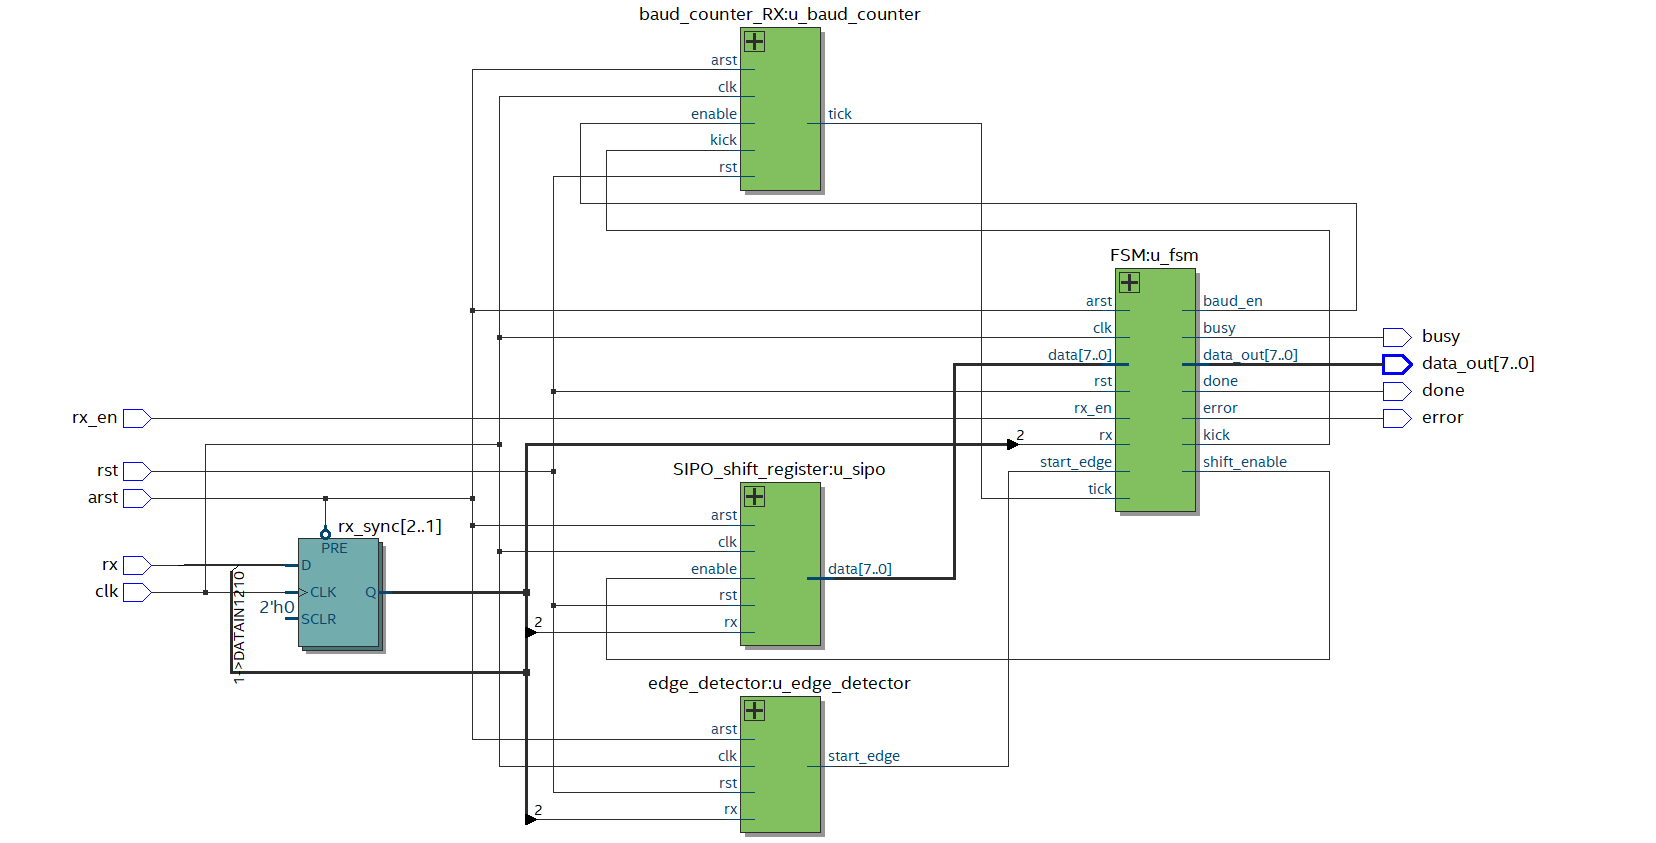 baud_counter_RX:u_baud_counter
arst
clk
enable
kick
rst
tick
FSM:u_fsm
arst
clk
data[7..0]
rst
rx_en
rx
start_edge
tick
baud_en
busy
data_out[7..0]
done
error
kick
shift_enable
busy
data_out[7..0]
done
error
2
rx_en
rst
arst
rx
clk
rx_sync[2..1]
PRE
D
CLK
SCLR
Q
2'h0
1->DATAIN1210
SIPO_shift_register:u_sipo
arst
clk
enable
rst
rx
data[7..0]
2
edge_detector:u_edge_detector
arst
clk
rst
rx
start_edge
2